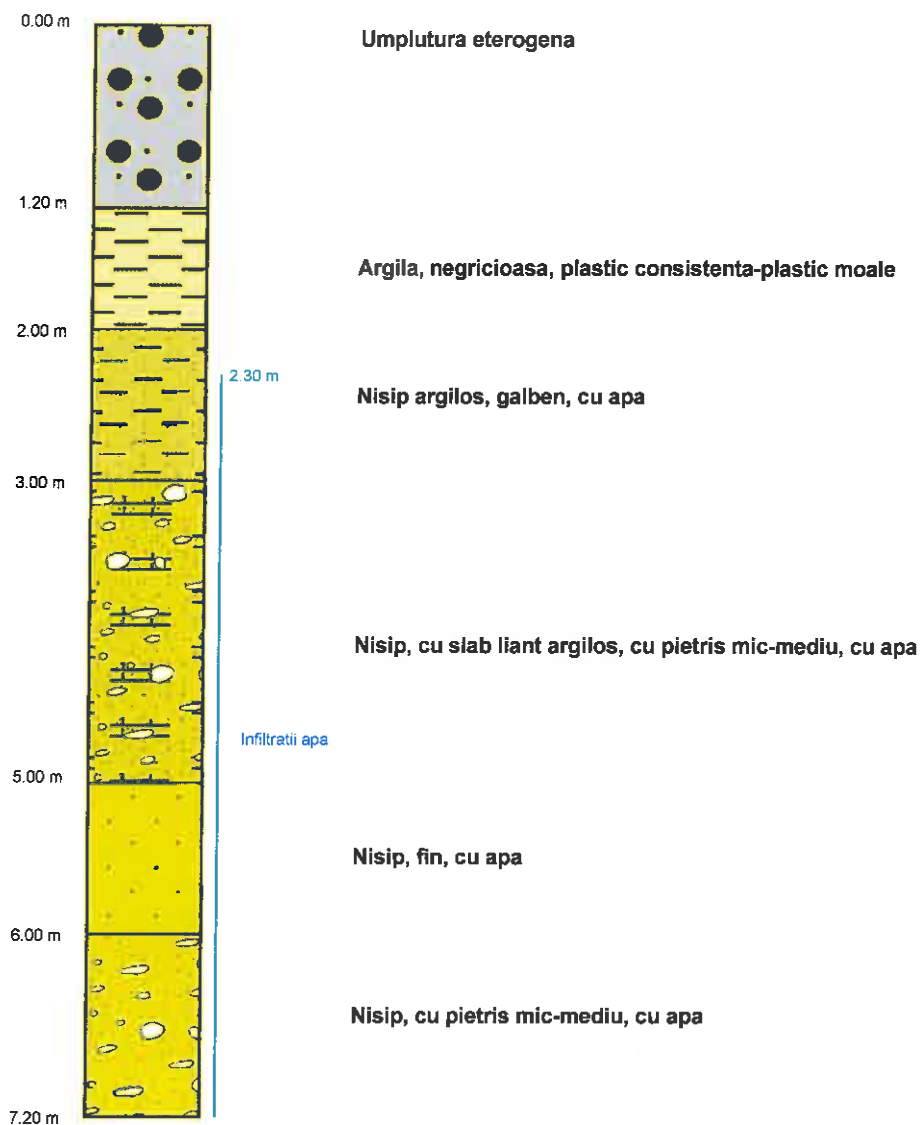 0.00 m
Umplutura eterogena
1.20 m
Argila, negricioasa, plastic consistenta-plastic moale
2.00 m
2.30 m
Nisip argilos, galben, cu apa
3.00 m
Nisip, cu slab liant argilos, cu pietris mic-mediu, cu apa
Infiltratii apa
5.00 m
Nisip, fin, cu apa
6.00 m
Nisip, cu pietris mic-mediu, cu apa
7.20 m